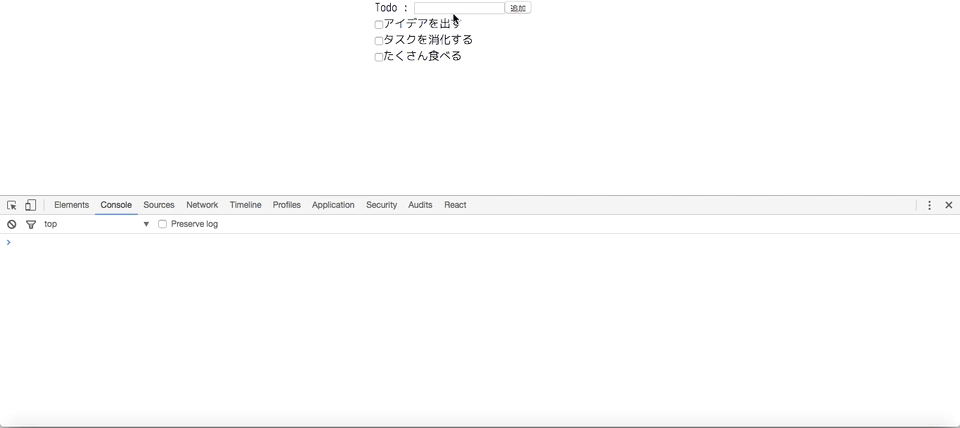 Todo : 追加
アイデアを出す
タスクを消化する
たくさん食べる
Elements Console Sources Network Timeline Profiles Application Security Audits React
top Preserve log